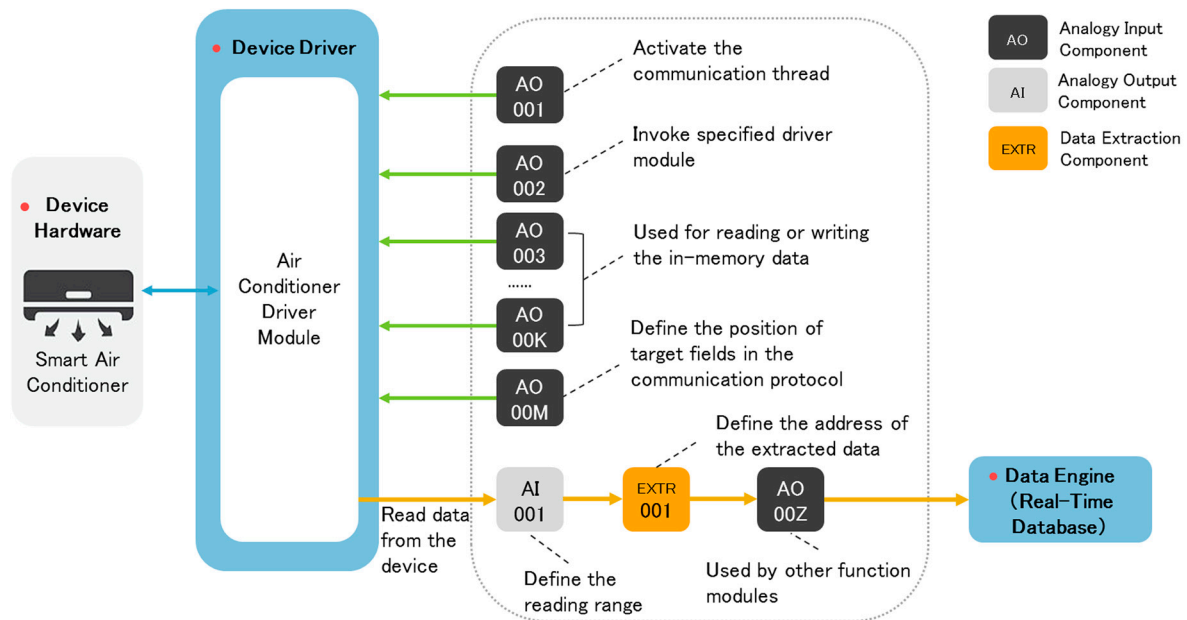 Device Driver
Air
Conditioner
Driver
Module
Device
Hardware
Smart Air
Conditioner
AO
001
Activate the
communication thread
AO
002
Invoke specified driver
module
AO
003
......
AO
00K
Used for reading or writing
the in-memory data
AO
00M
Define the position of
target fields in the
communication protocol
Read data
from the
device
AI
001
Define the
reading range
EXTR
001
Define the address of
the extracted data
AO
00Z
Used by other function
modules
Data Engine
(Real-Time
Database)
AO
Analogy Input
Component
AI
Analogy Output
Component
EXTR
Data Extraction
Component